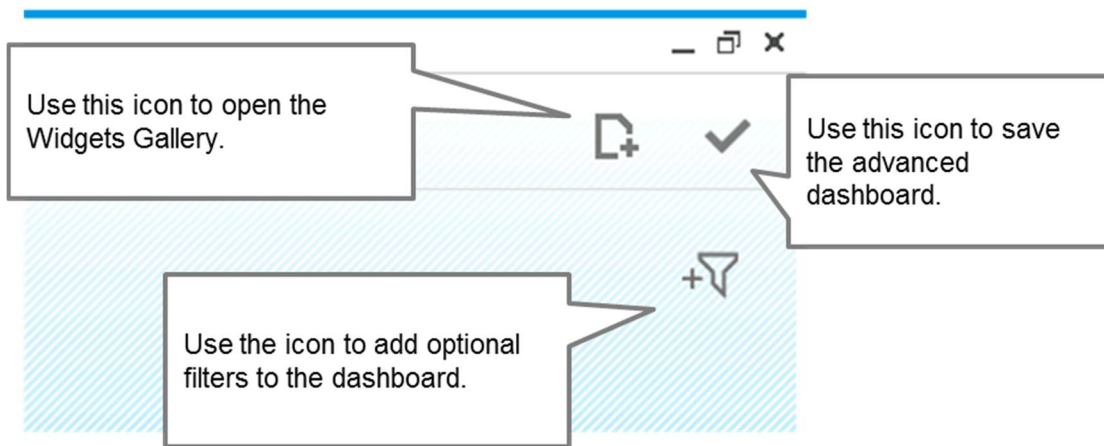 Use this icon to open the
Widgets Gallery.
Use this icon to save
the advanced
dashboard.
Use the icon to add optional
filters to the dashboard.